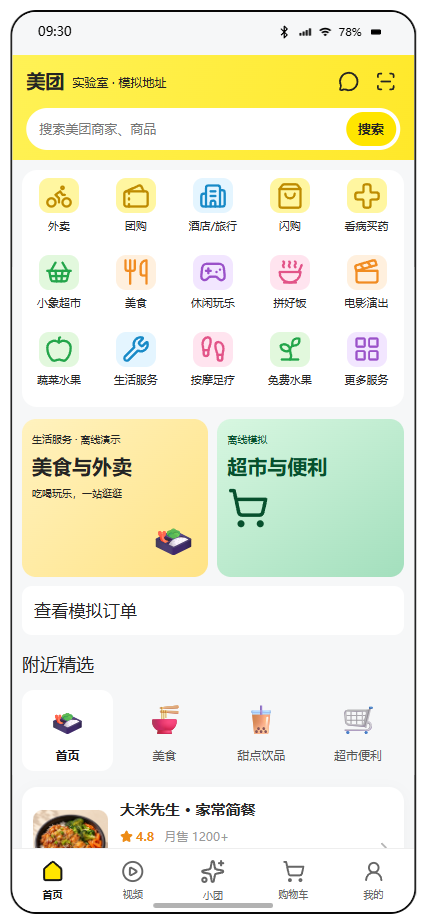 09:30 78%
美团 实验室 · 模拟地址
搜索美团商家、商品 搜索
外卖 团购 酒店/旅行 闪购 看病买药
小象超市 美食 休闲玩乐 拼好饭 电影演出
蔬菜水果 生活服务 按摩足疗 免费水果 更多服务
生活服务 · 离线演示
美食与外卖
吃喝玩乐，一站逛逛
离线模拟
超市与便利
查看模拟订单
附近精选
首页 美食 甜点饮品 超市便利
大米先生 • 家常简餐
4.8 月售 1200+
首页 视频 小团 购物车 我的